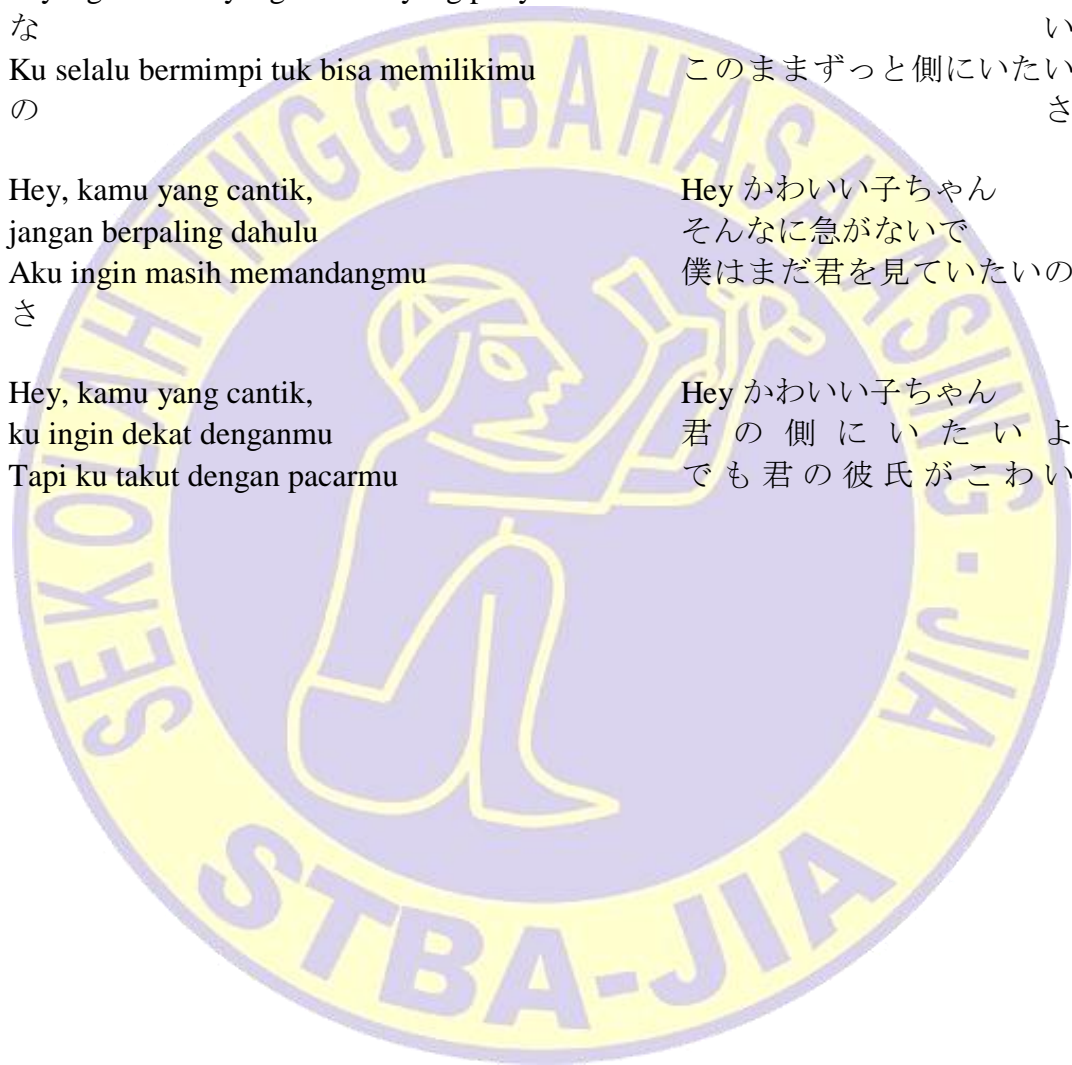 な い
Ku selalu bermimpi tuk bisa memilikimu このままずっと側にいたい
の さ
Hey, kamu yang cantik, Hey かわいい子ちゃん
jangan berpaling dahulu そんなに急がないで
Aku ingin masih memandangmu 僕はまだ君を見ていたいの
さ
Hey, kamu yang cantik, Hey かわいい子ちゃん
ku ingin dekat denganmu 君の側にいたいよ
Tapi ku takut dengan pacarmu でも君の彼氏がこわい
SEKOLAH TINGGI BAHASA ASING - JIA
STBA-JIA